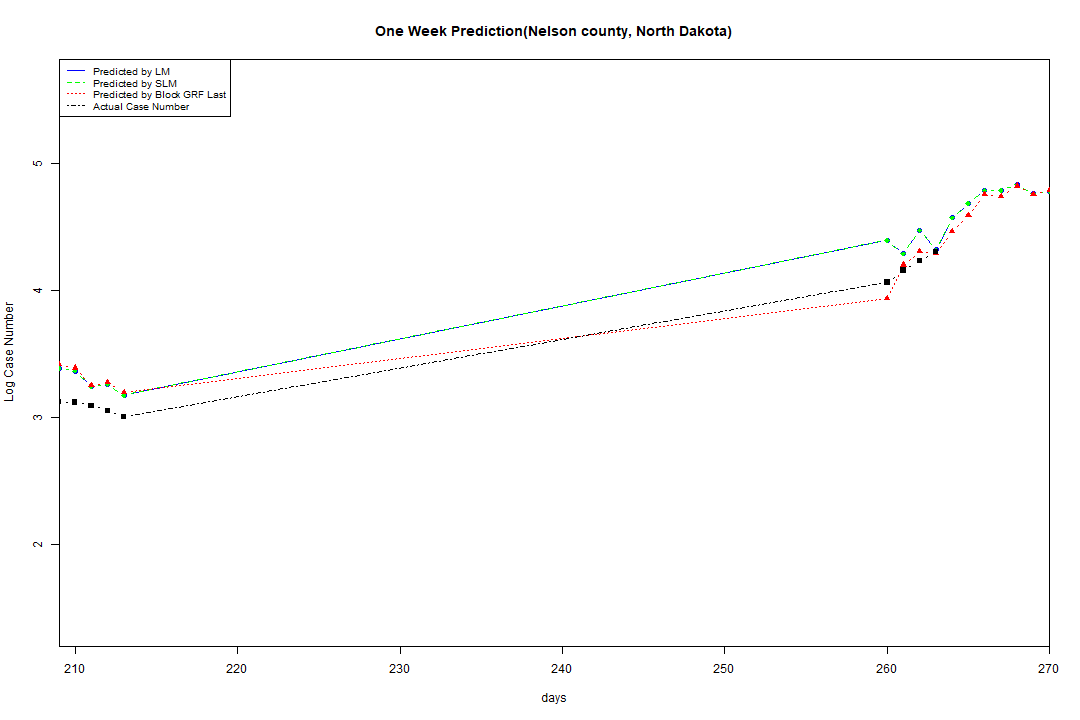 One Week Prediction(Nelson county, North Dakota)
Predicted by LM
Predicted by SLM
Predicted by Block GRF Last
Actual Case Number
5
4
3
2
Log Case Number
210 220 230 240 250 260 270
days